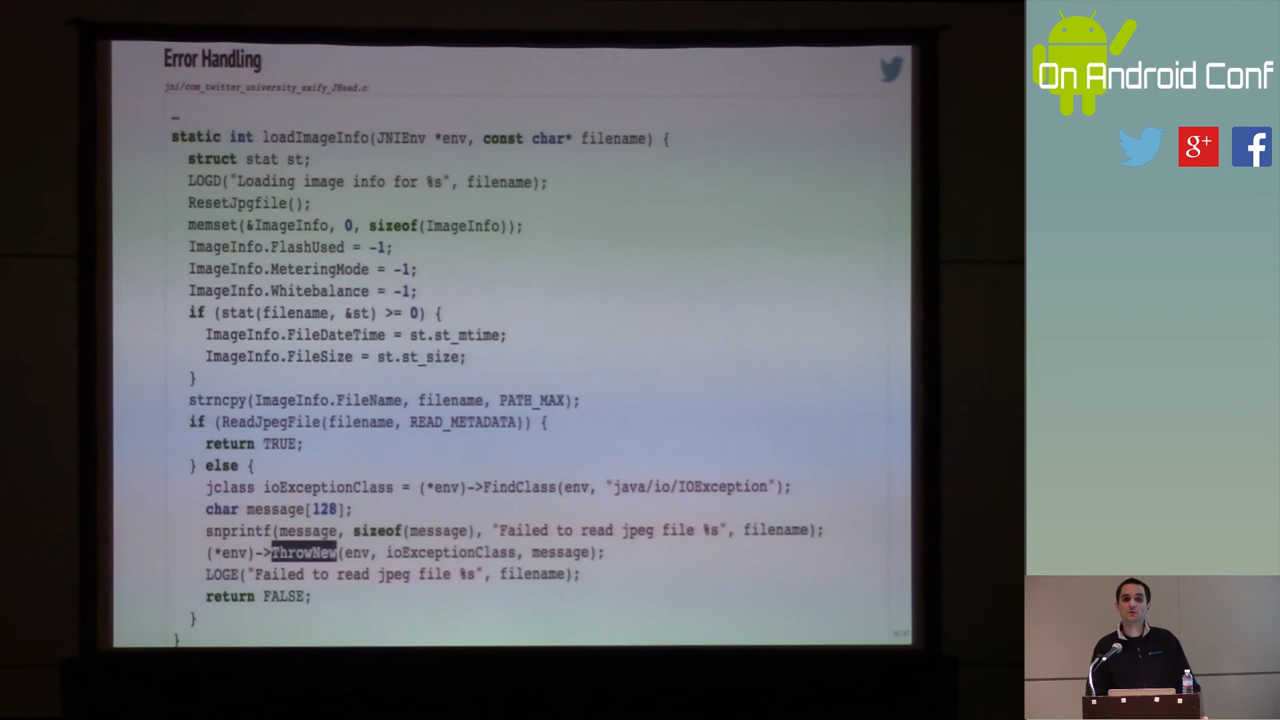 Error Handling
jni/com_twitter_university_exify_JHead.c
…
static int loadImageInfo(JNIEnv *env, const char* filename) {
struct stat st;
LOGD("Loading image info for %s", filename);
ResetJpgfile();
memset(&ImageInfo, 0, sizeof(ImageInfo));
ImageInfo.FlashUsed = -1;
ImageInfo.MeteringMode = -1;
ImageInfo.Whitebalance = -1;
if (stat(filename, &st) >= 0) {
ImageInfo.FileDateTime = st.st_mtime;
ImageInfo.FileSize = st.st_size;
}
strncpy(ImageInfo.FileName, filename, PATH_MAX);
if (ReadJpegFile(filename, READ_METADATA)) {
return TRUE;
} else {
jclass ioExceptionClass = (*env)->FindClass(env, "java/io/IOException");
char message[128];
snprintf(message, sizeof(message), "Failed to read jpeg file %s", filename);
(*env)->ThrowNew(env, ioExceptionClass, message);
LOGE("Failed to read jpeg file %s", filename);
return FALSE;
}
}
On Android Conf
g+ f